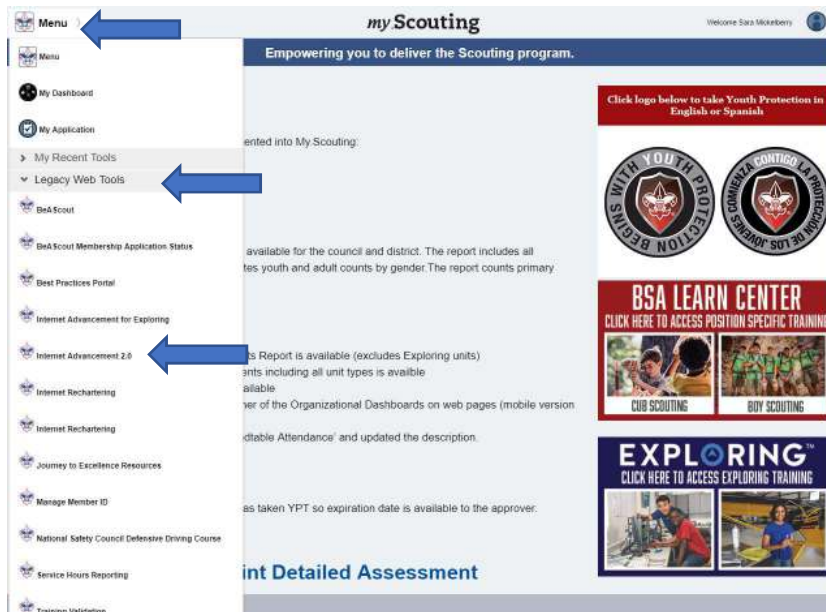 Menu
my.Scouting
Welcome Sara Mickelberry
Menu
Empowering you to deliver the Scouting program.
My Dashboard
My Application
My Recent Tools
Legacy Web Tools
BeAScout
BeAScout Membership Application Status
Best Practices Portal
Internet Advancement for Exploring
Internet Advancement 2.0
Internet Rechartering
Internet Rechartering
Journey to Excellence Resources
Manage Member ID
National Safety Council Defensive Driving Course
Service Hours Reporting
Training Validation
ented into My.Scouting:
available for the council and district. The report includes all
tes youth and adult counts by gender.The report counts primary
ts Report is available (excludes Exploring units)
ents including all unit types is availble
ailable
ner of the Organizational Dashboards on web pages (mobile version
dtable Attendance' and updated the description.
as taken YPT so expiration date is available to the approver.
int Detailed Assessment
Click logo below to take Youth Protection in
English or Spanish
YOUTH PROTECTION BEGINS WITH YOU
LA PROTECCIÓN DE JÓVENES COMIENZA CONTIGO
BSA LEARN CENTER
CLICK HERE TO ACCESS POSITION SPECIFIC TRAINING
CUB SCOUTING
BOY SCOUTING
EXPLORING™
CLICK HERE TO ACCESS EXPLORING TRAINING